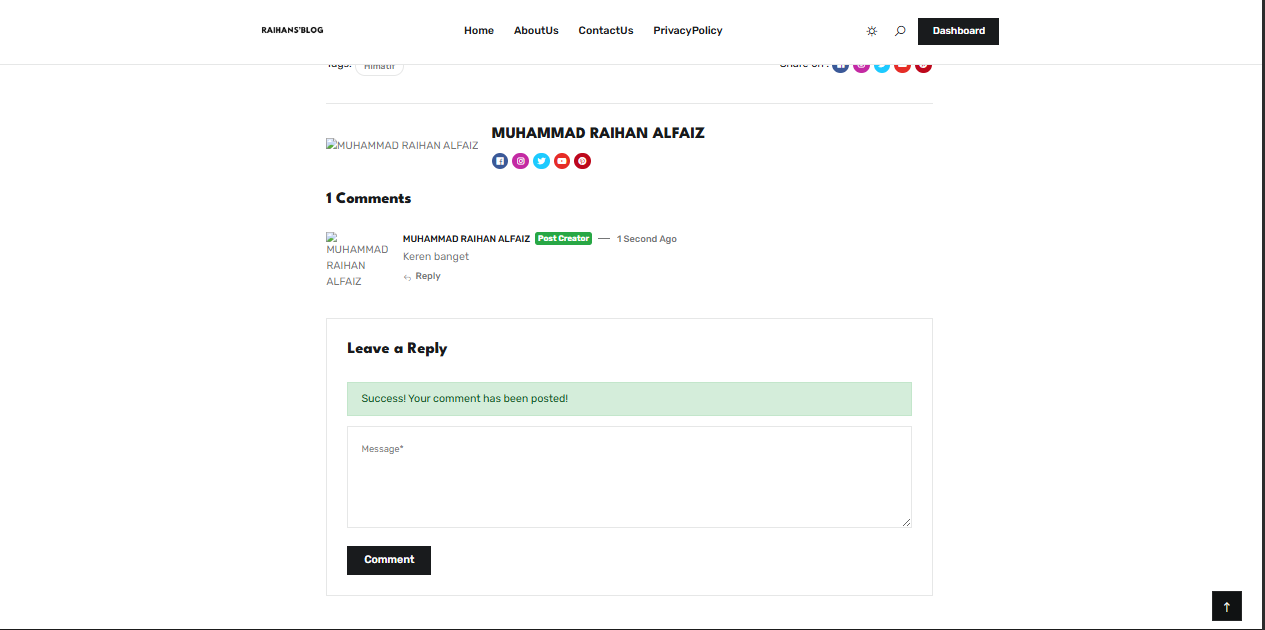 RAIHANS'BLOG Home AboutUs ContactUs PrivacyPolicy Dashboard
Tags: Himatif Share on :
MUHAMMAD RAIHAN ALFAIZ
MUHAMMAD RAIHAN ALFAIZ
1 Comments
MUHAMMAD RAIHAN ALFAIZ
MUHAMMAD RAIHAN ALFAIZ Post Creator — 1 Second Ago
Keren banget
Reply
Leave a Reply
Success! Your comment has been posted!
Message*
Comment